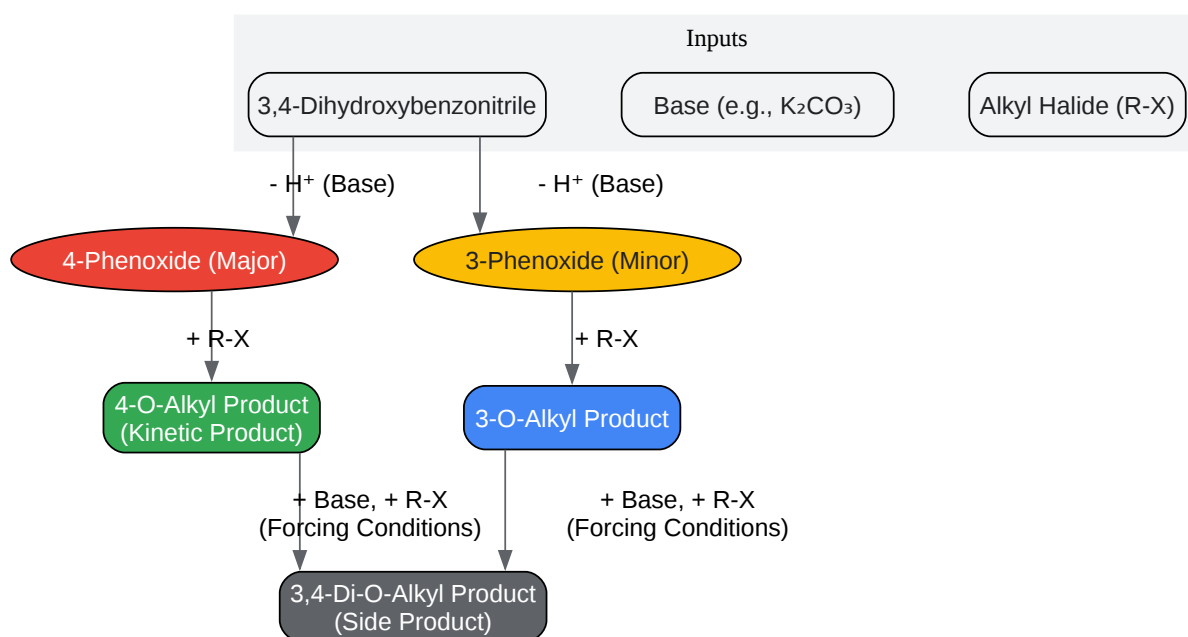 Inputs
3,4-Dihydroxybenzonitrile
Base (e.g., K₂CO₃)
Alkyl Halide (R-X)
- H⁺ (Base)
- H⁺ (Base)
4-Phenoxide (Major)
3-Phenoxide (Minor)
+ R-X
+ R-X
4-O-Alkyl Product
(Kinetic Product)
3-O-Alkyl Product
+ Base, + R-X
(Forcing Conditions)
+ Base, + R-X
(Forcing Conditions)
3,4-Di-O-Alkyl Product
(Side Product)